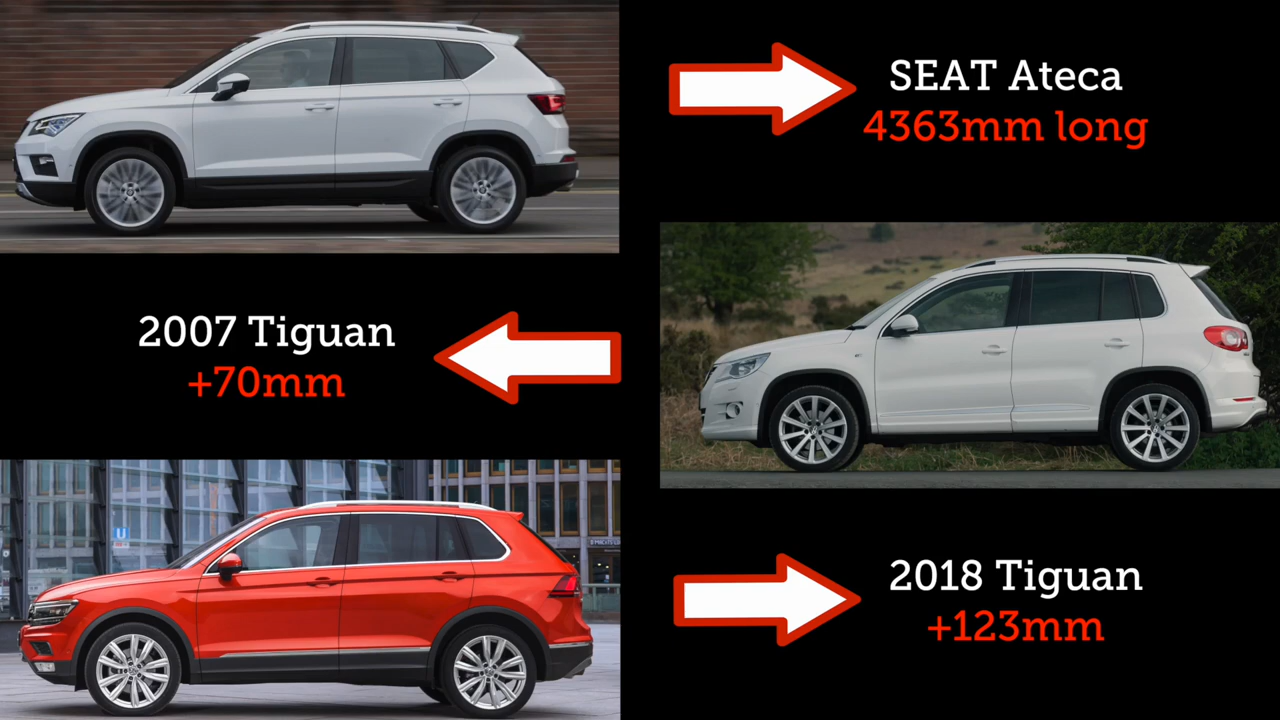 SEAT Ateca
4363mm long
2007 Tiguan
+70mm
2018 Tiguan
+123mm
U